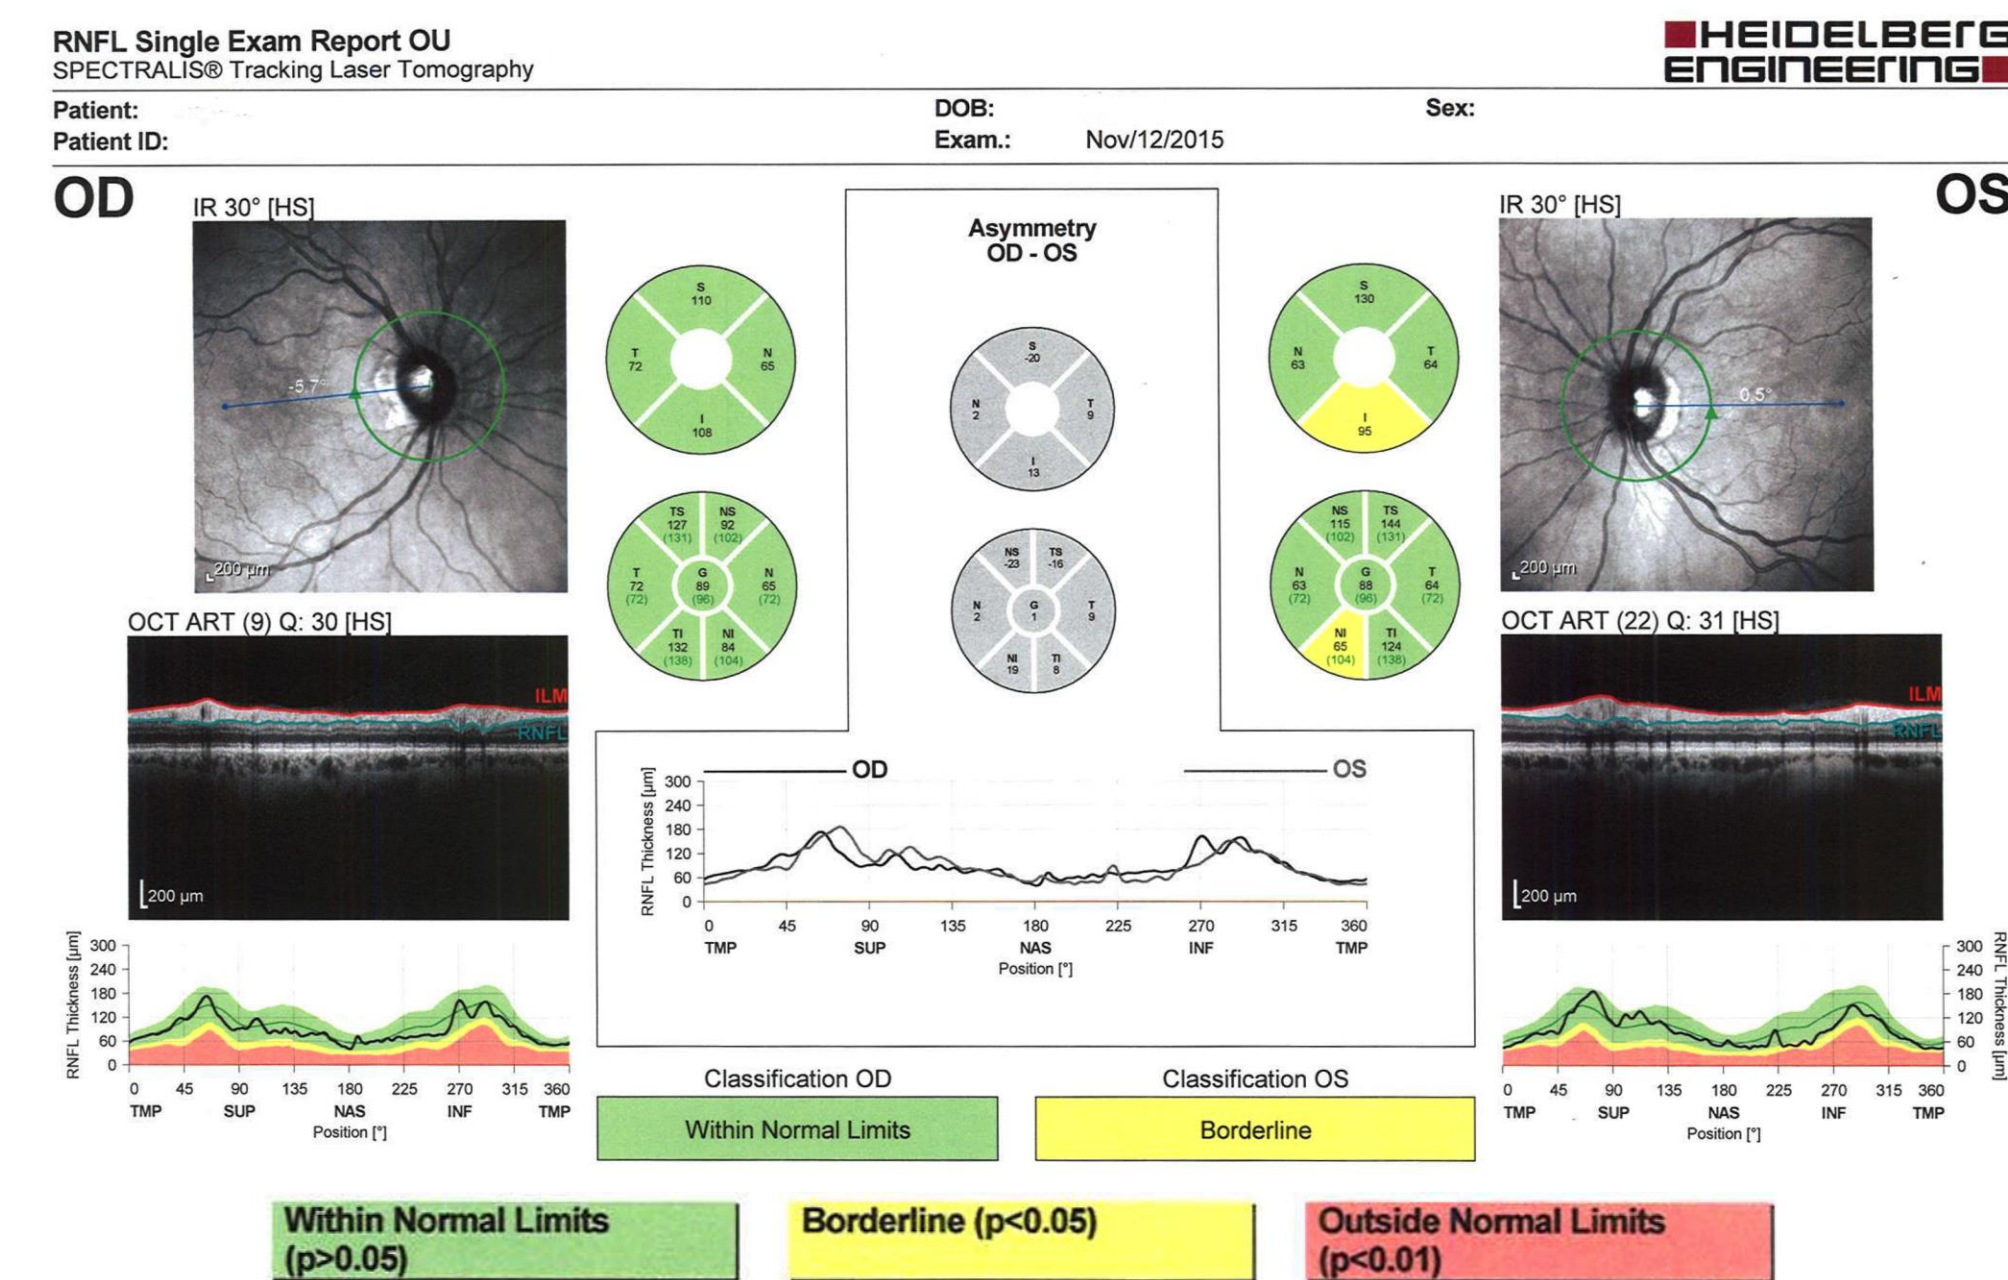 RNFL Single Exam Report OU
SPECTRALIS® Tracking Laser Tomography
HEIDELBERG
ENGINEERING
Patient:
DOB:
Sex:
Patient ID:
Exam.: Nov/12/2015
OD
IR 30° [HS]
-5.7°
200 µm
OCT ART (9) Q: 30 [HS]
ILM
RNFL
200 µm
RNFL Thickness [µm]
300
240
180
120
60
0
0 45 90 135 180 225 270 315 360
TMP SUP NAS INF TMP
Position [°]
S
110
T
72
N
65
I
108
TS
127
(131)
NS
92
(102)
T
72
(72)
G
89
(96)
N
65
(72)
TI
132
(138)
NI
84
(104)
Asymmetry
OD - OS
S
-20
N
2
T
9
I
13
NS
-23
TS
-16
N
2
G
1
T
9
NI
19
TI
8
OD
OS
RNFL Thickness [µm]
300
240
180
120
60
0
0 45 90 135 180 225 270 315 360
TMP SUP NAS INF TMP
Position [°]
S
130
N
63
T
64
I
95
NS
115
(102)
TS
144
(131)
N
63
(72)
G
88
(96)
T
64
(72)
NI
65
(104)
TI
124
(138)
OS
IR 30° [HS]
0.5°
200 µm
OCT ART (22) Q: 31 [HS]
ILM
RNFL
200 µm
300
240
180
120
60
0
RNFL Thickness [µm]
0 45 90 135 180 225 270 315 360
TMP SUP NAS INF TMP
Position [°]
Classification OD
Within Normal Limits
Classification OS
Borderline
Within Normal Limits
(p>0.05)
Borderline (p<0.05)
Outside Normal Limits
(p<0.01)